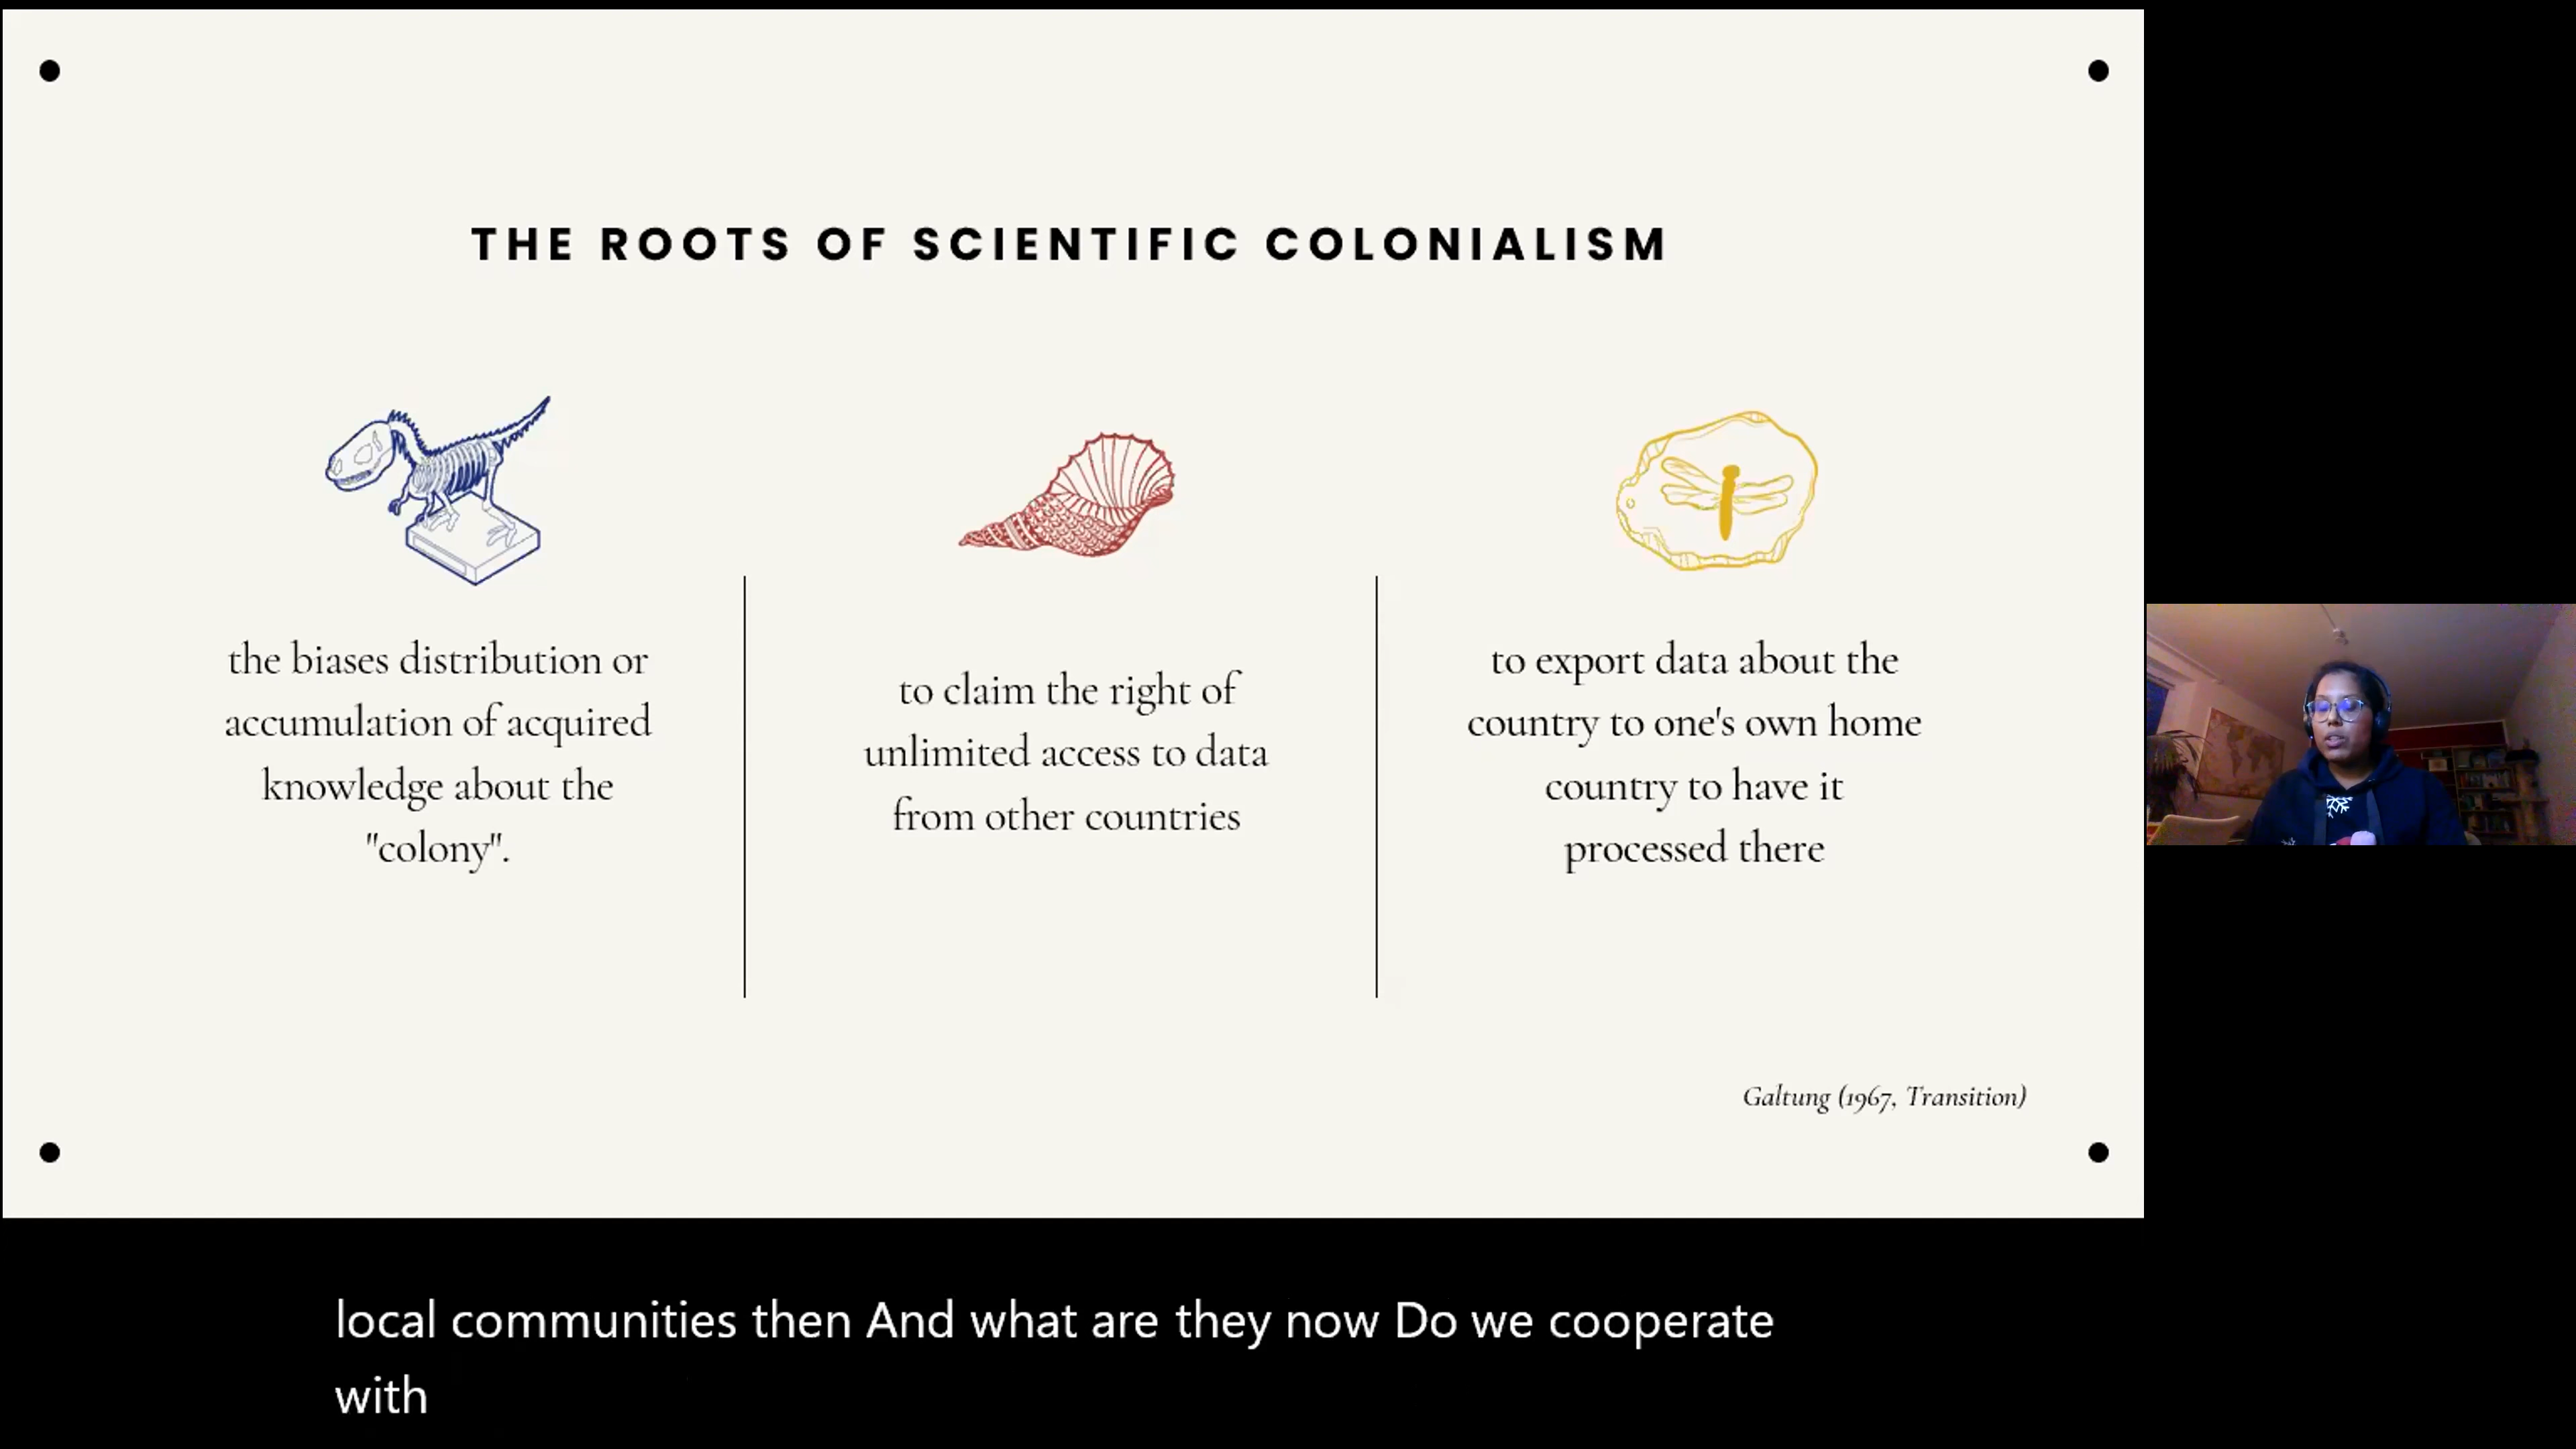 THE ROOTS OF SCIENTIFIC COLONIALISM
the biases distribution or
accumulation of acquired
knowledge about the
"colony".
to claim the right of
unlimited access to data
from other countries
to export data about the
country to one's own home
country to have it
processed there
Galtung (1967, Transition)
local communities then And what are they now Do we cooperate
with